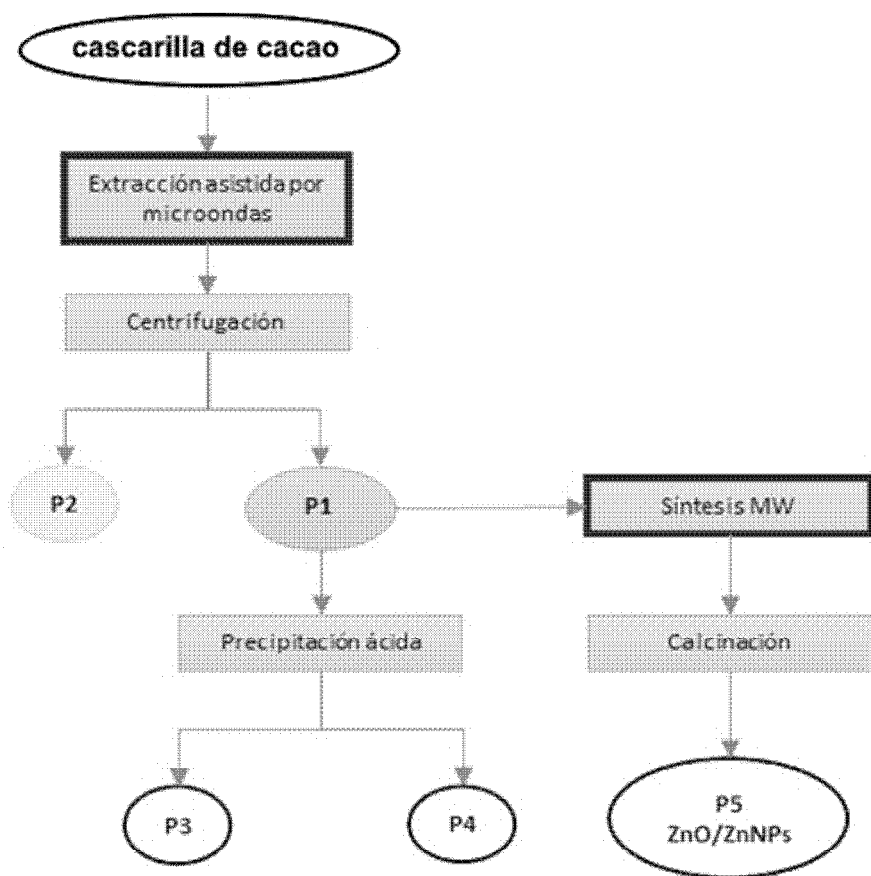 cascarilla de cacao
Extracción asistida por
microondas
Centrifugación
P2
P1
Síntesis MW
Precipitación ácida
Calcinación
P3
P4
P5
ZnO/ZnNPs